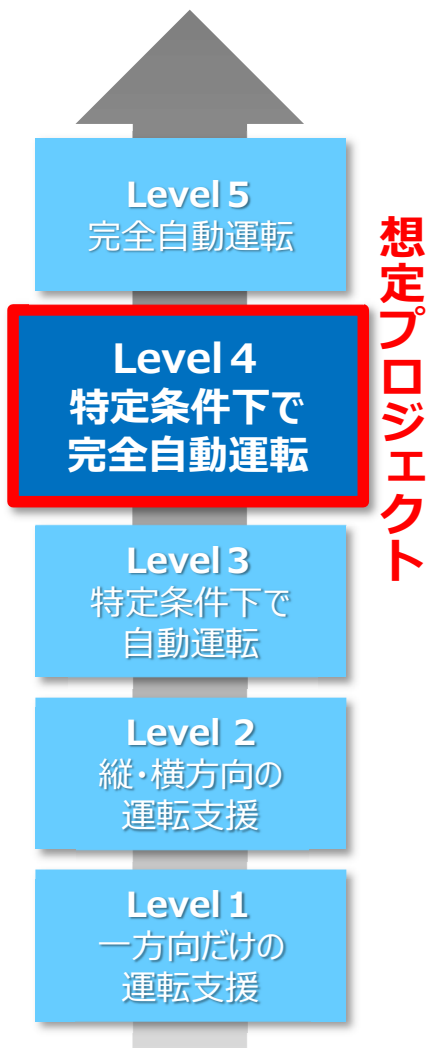 Level 5
完全自動運転
Level 4
特定条件下で
完全自動運転
想定プロジェクト
Level 3
特定条件下で
自動運転
Level 2
縦・横方向の
運転支援
Level 1
一方向だけの
運転支援